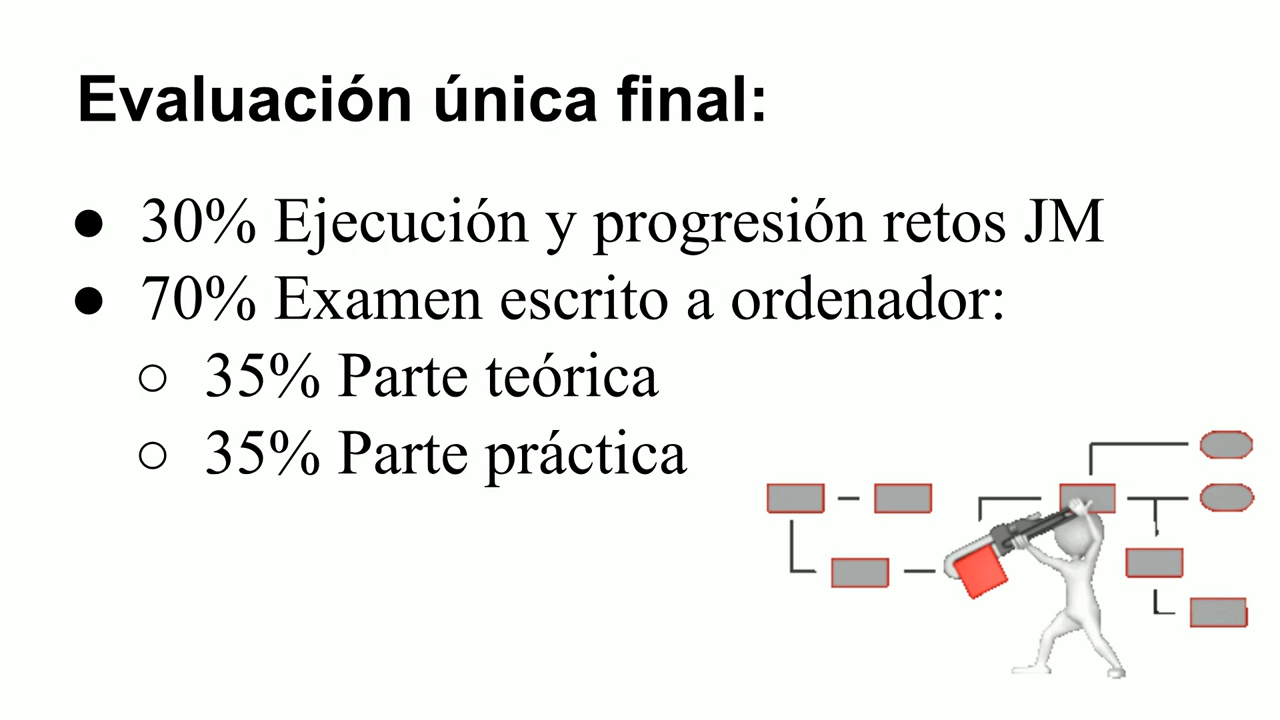 Evaluación única final:
● 30% Ejecución y progresión retos JM
● 70% Examen escrito a ordenador:
○ 35% Parte teórica
○ 35% Parte práctica